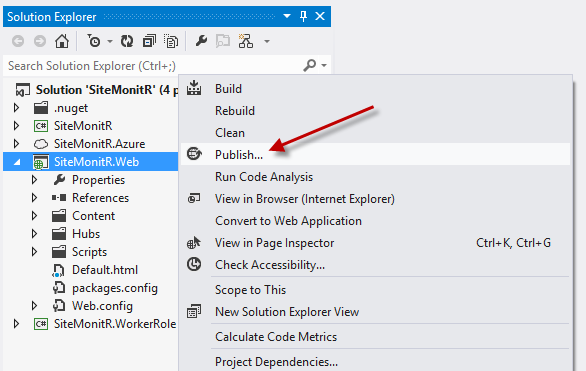 Solution Explorer
Search Solution Explorer (Ctrl+;)
Solution 'SiteMonitR' (4 p
.nuget
C# SiteMonitR
SiteMonitR.Azure
SiteMonitR.Web
Properties
References
Content
Hubs
Scripts
Default.html
packages.config
Web.config
C# SiteMonitR.WorkerRole
Build
Rebuild
Clean
Publish...
Run Code Analysis
View in Browser (Internet Explorer)
Convert to Web Application
View in Page Inspector Ctrl+K, Ctrl+G
Check Accessibility...
Scope to This
New Solution Explorer View
Calculate Code Metrics
Project Dependencies...